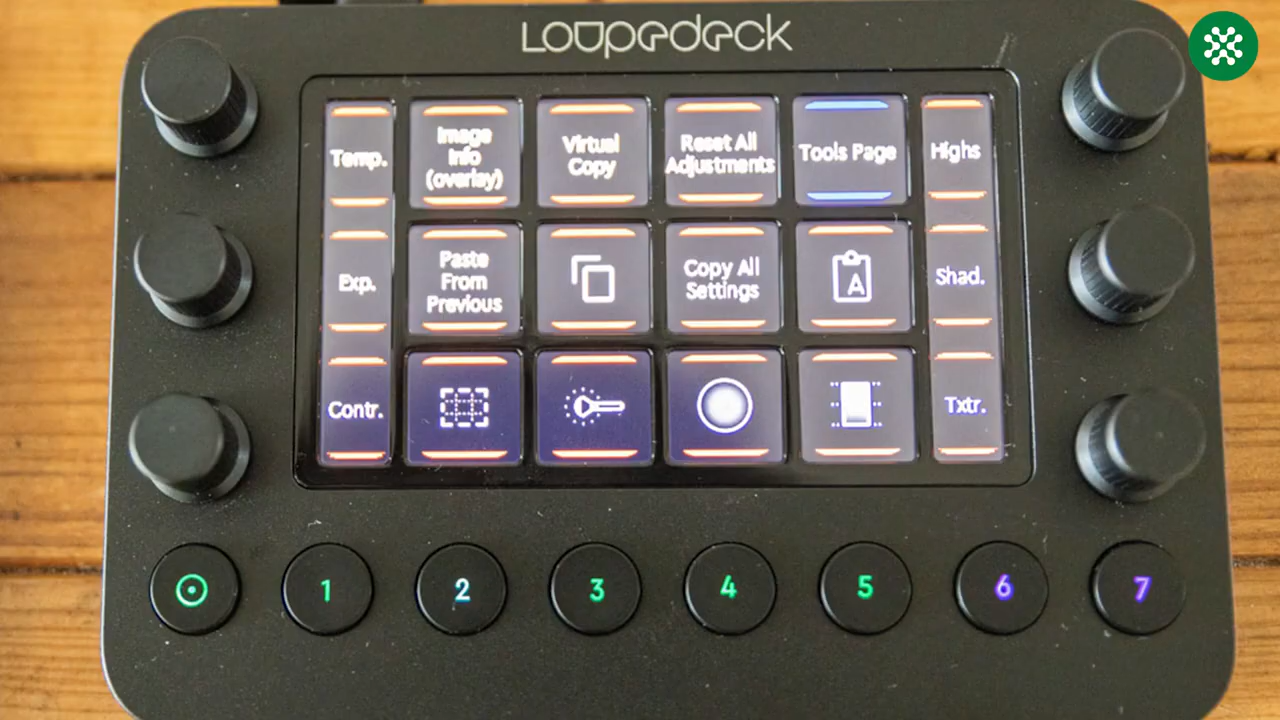 Loupedeck
Temp.
Image
Info
(overlay)
Virtual
Copy
Reset All
Adjustments
Tools Page
Highs
Exp.
Paste
From
Previous
Copy All
Settings
A
Shad.
Contr.
Txtr.
1 2 3 4 5 6 7